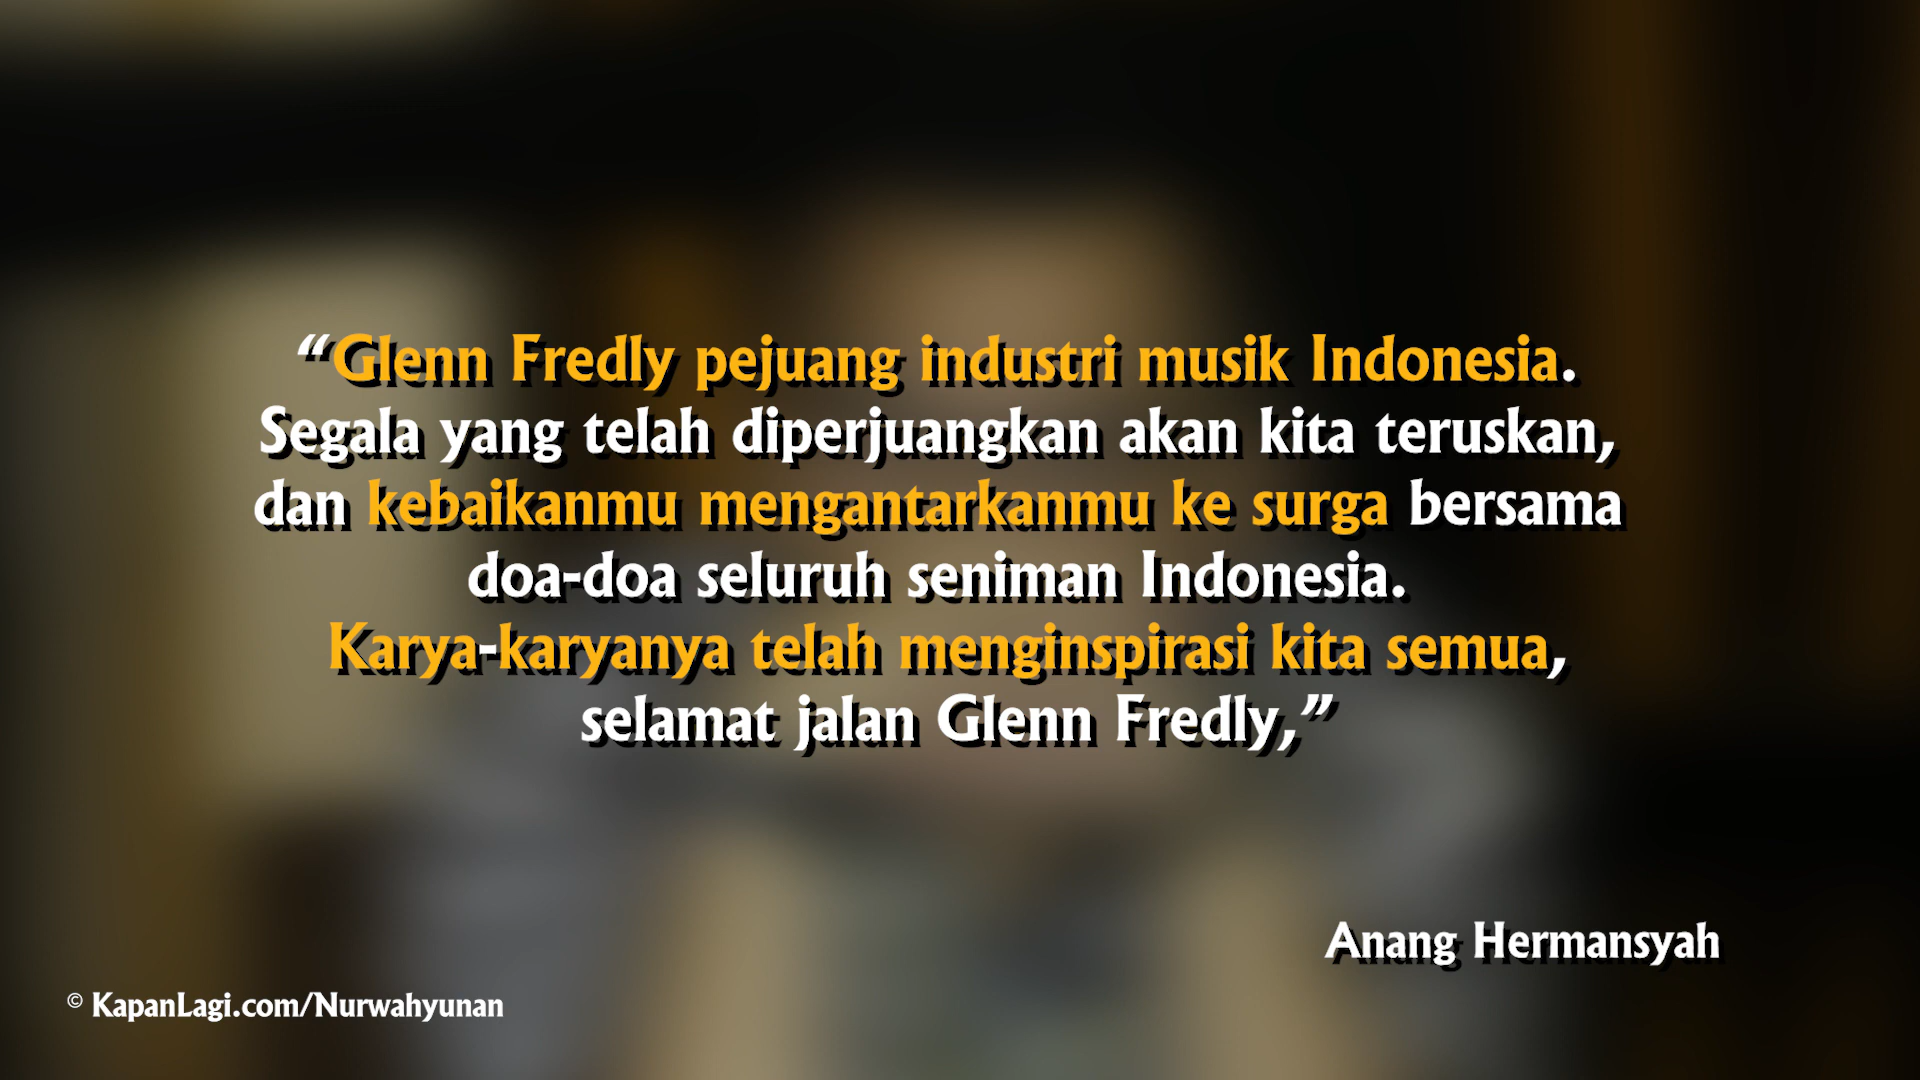 “Glenn Fredly pejuang industri musik Indonesia.
Segala yang telah diperjuangkan akan kita teruskan,
dan kebaikanmu mengantarkanmu ke surga bersama
doa-doa seluruh seniman Indonesia.
Karya-karyanya telah menginspirasi kita semua,
selamat jalan Glenn Fredly,”
Anang Hermansyah
© KapanLagi.com/Nurwahyunan